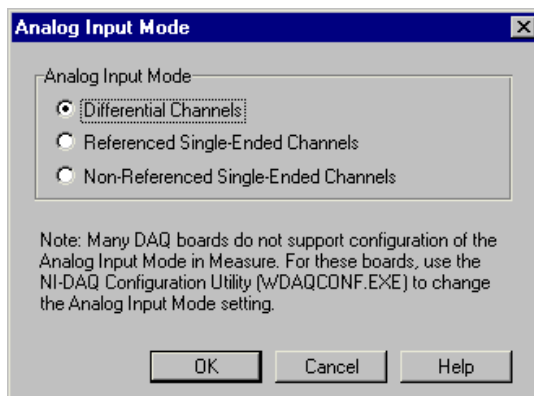 Analog Input Mode
Analog Input Mode
Differential Channels
Referenced Single-Ended Channels
Non-Referenced Single-Ended Channels
Note: Many DAQ boards do not support configuration of the
Analog Input Mode in Measure. For these boards, use the
NI-DAQ Configuration Utility (WDAQCONF.EXE) to change
the Analog Input Mode setting.
OK Cancel Help